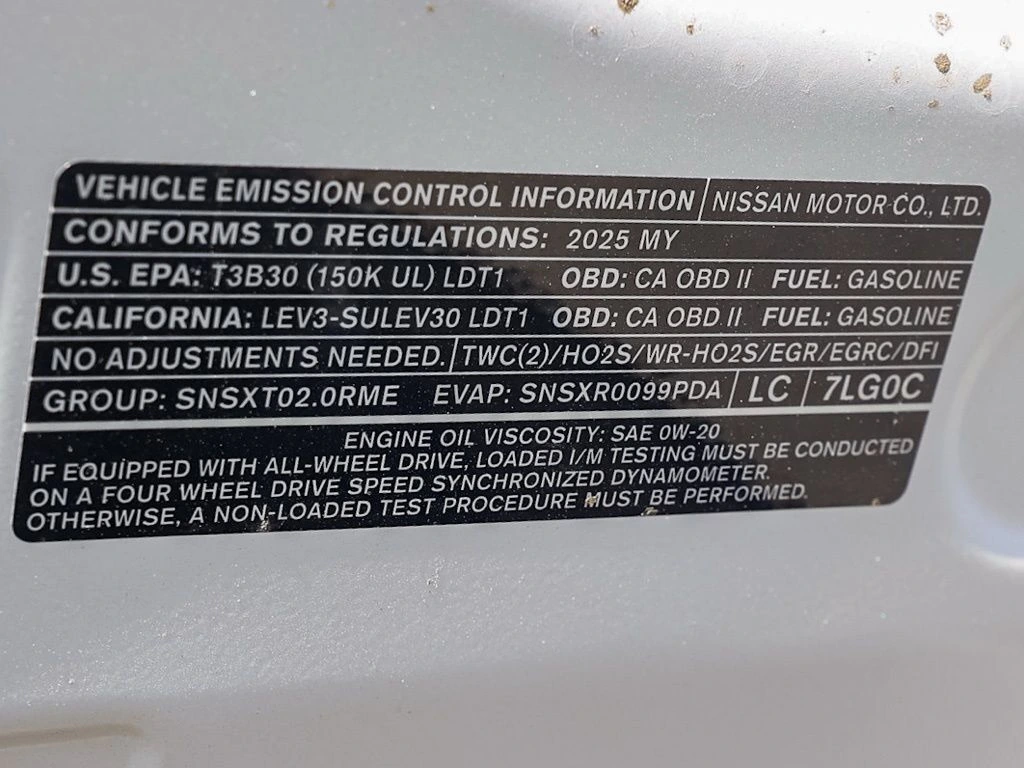 VEHICLE EMISSION CONTROL INFORMATION NISSAN MOTOR CO., LTD.
CONFORMS TO REGULATIONS: 2025 MY
U.S. EPA: T3B30 (150K UL) LDT1 OBD: CA OBD II FUEL: GASOLINE
CALIFORNIA: LEV3-SULEV30 LDT1 OBD: CA OBD II FUEL: GASOLINE
NO ADJUSTMENTS NEEDED. TWC(2)/HO2S/WR-HO2S/EGR/EGRC/DFI
GROUP: SNSXT02.0RME EVAP: SNSXR0099PDA LC 7LG0C
ENGINE OIL VISCOSITY: SAE 0W-20
IF EQUIPPED WITH ALL-WHEEL DRIVE, LOADED I/M TESTING MUST BE CONDUCTED
ON A FOUR WHEEL DRIVE SPEED SYNCHRONIZED DYNAMOMETER.
OTHERWISE, A NON-LOADED TEST PROCEDURE MUST BE PERFORMED.